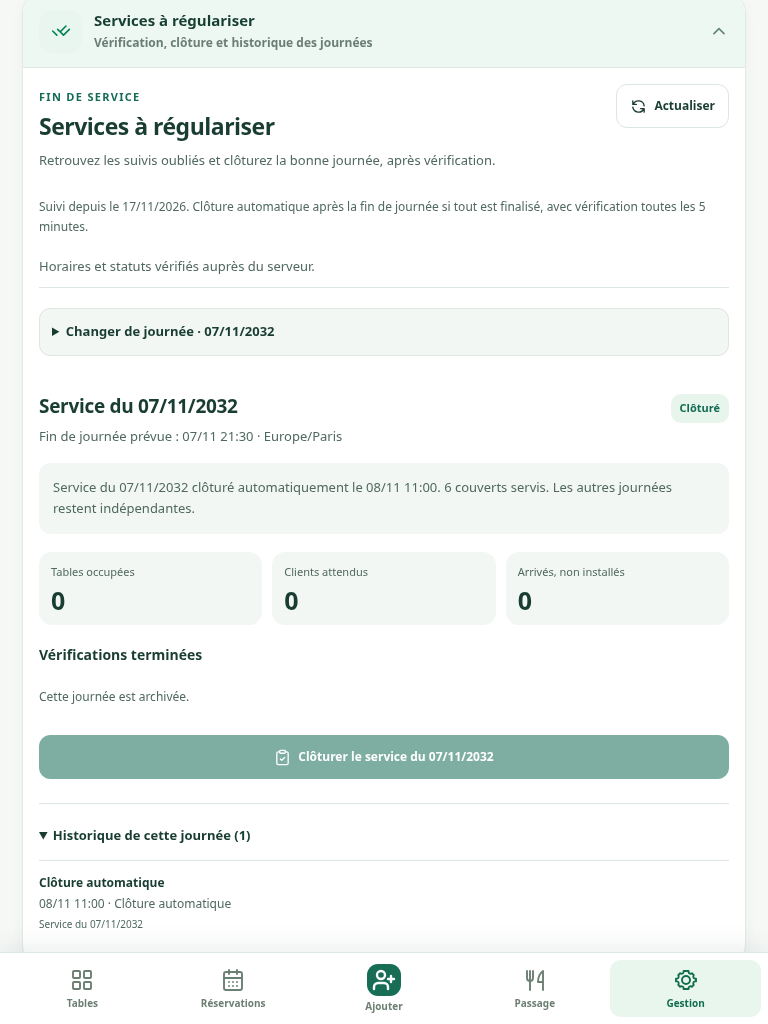 Services à régulariser
Vérification, clôture et historique des journées
FIN DE SERVICE
Services à régulariser
Actualiser
Retrouvez les suivis oubliés et clôturez la bonne journée, après vérification.
Suivi depuis le 17/11/2026. Clôture automatique après la fin de journée si tout est finalisé, avec vérification toutes les 5
minutes.
Horaires et statuts vérifiés auprès du serveur.
Changer de journée · 07/11/2032
Service du 07/11/2032
Clôturé
Fin de journée prévue : 07/11 21:30 · Europe/Paris
Service du 07/11/2032 clôturé automatiquement le 08/11 11:00. 6 couverts servis. Les autres journées
restent indépendantes.
Tables occupées
0
Clients attendus
0
Arrivés, non installés
0
Vérifications terminées
Cette journée est archivée.
Clôturer le service du 07/11/2032
Historique de cette journée (1)
Clôture automatique
08/11 11:00 · Clôture automatique
Service du 07/11/2032
Tables
Réservations
Ajouter
Passage
Gestion